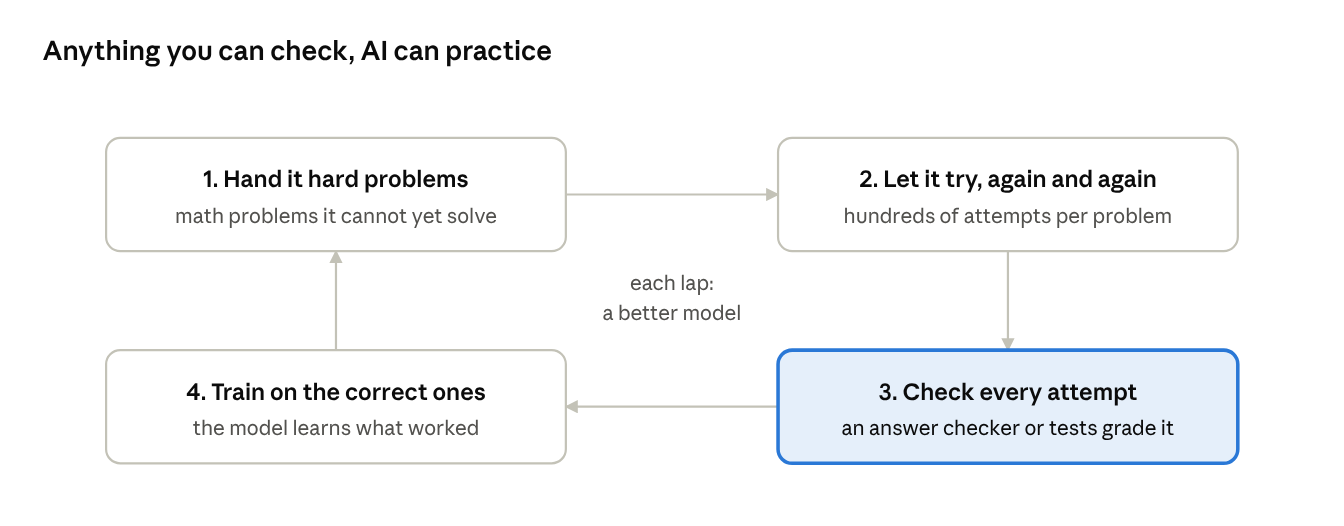 Anything you can check, AI can practice
1. Hand it hard problems
math problems it cannot yet solve
2. Let it try, again and again
hundreds of attempts per problem
each lap:
a better model
4. Train on the correct ones
the model learns what worked
3. Check every attempt
an answer checker or tests grade it